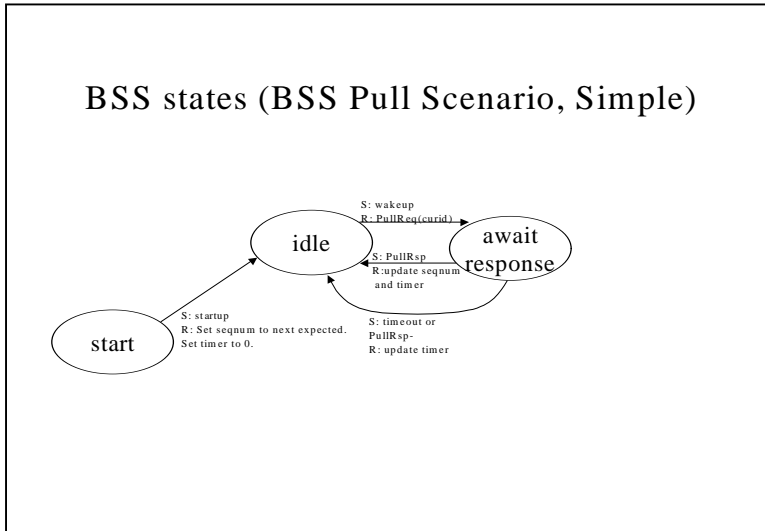 BSS states (BSS Pull Scenario, Simple)
S: wakeup
R: PullReq(curid)
idle
await
response
S: PullRsp
R:update seqnum
and timer
S: startup
R: Set seqnum to next expected.
Set timer to 0.
start
S: timeout or
PullRsp-
R: update timer